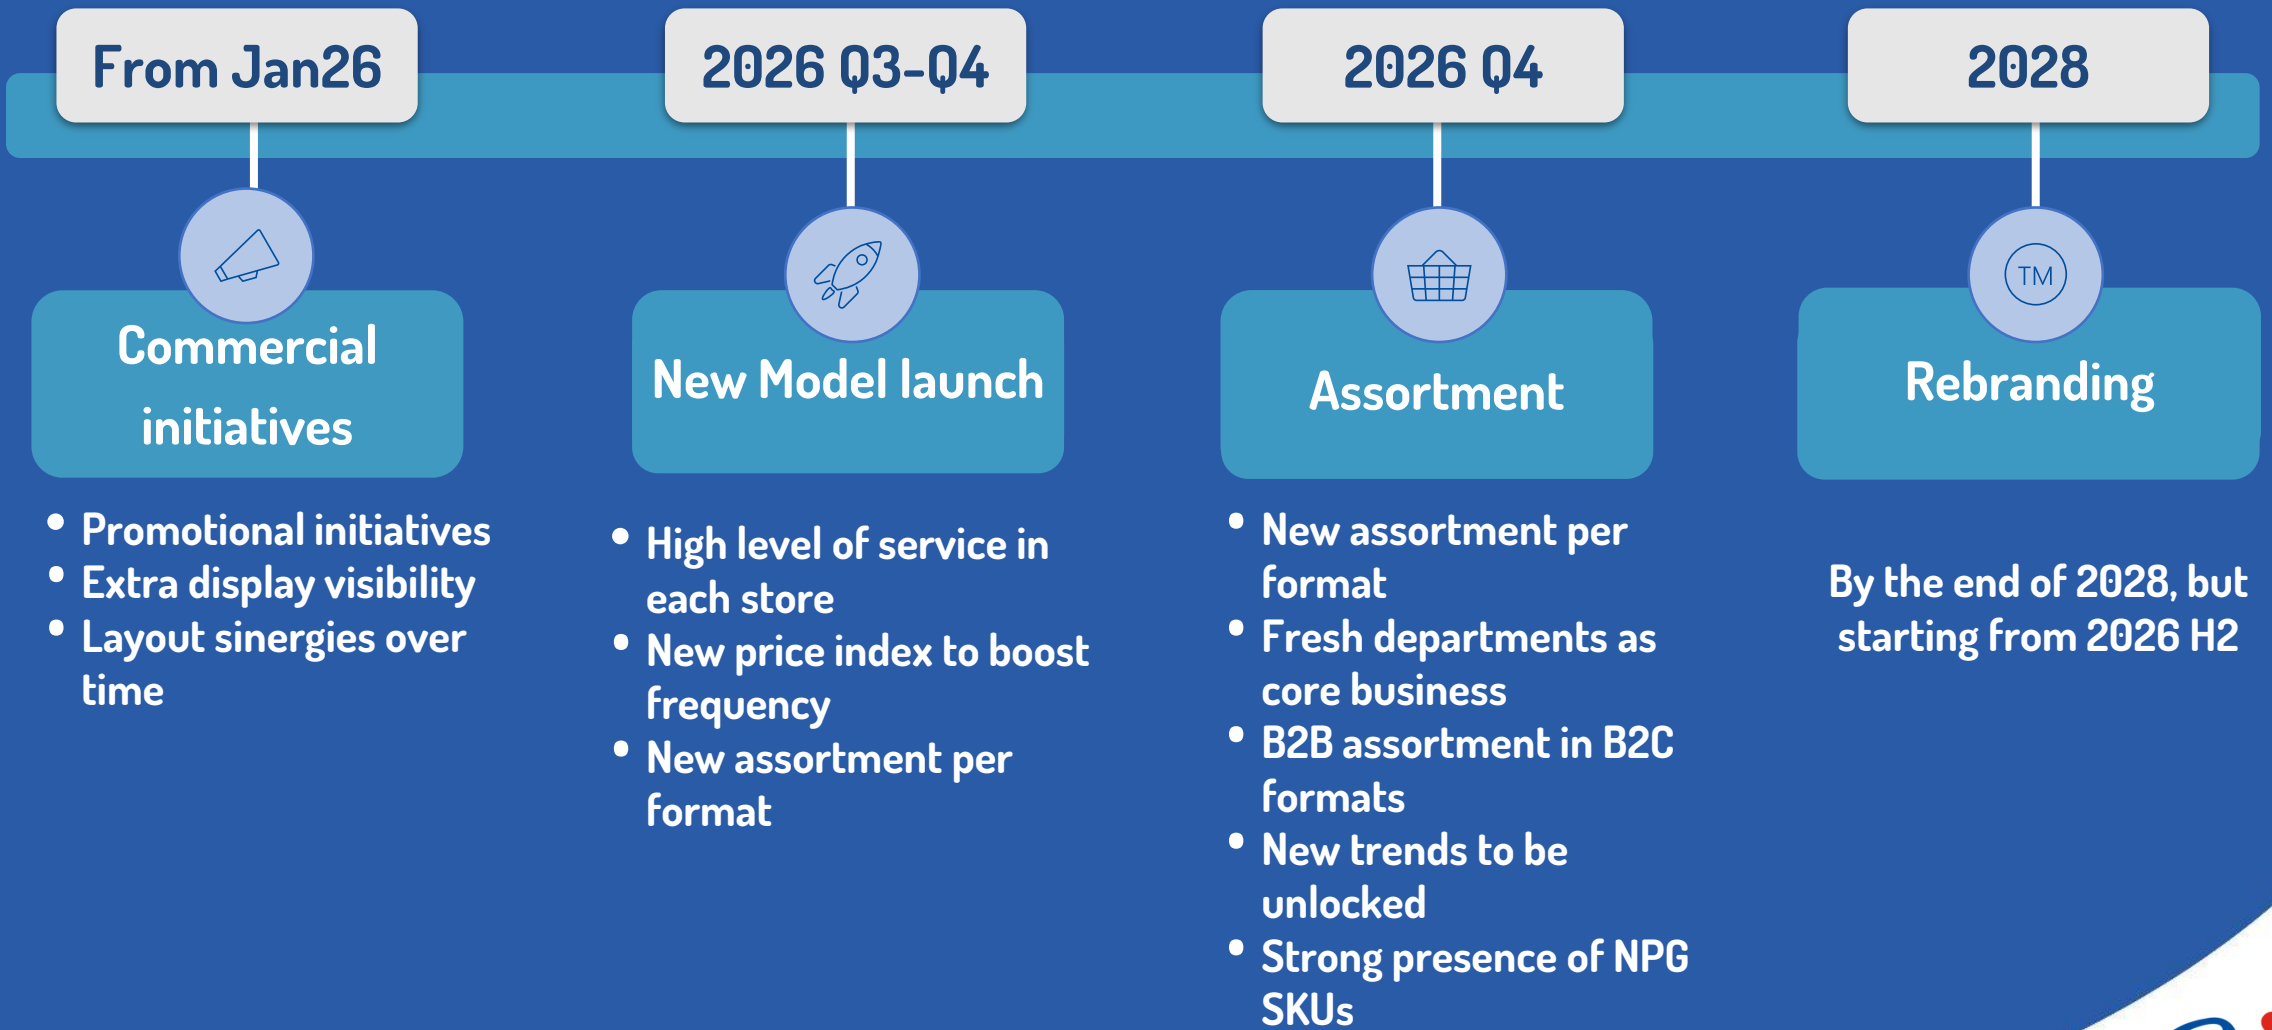 From Jan26
2026 Q3-Q4
2026 Q4
2028
TM
Commercial
initiatives
New Model launch
Assortment
Rebranding
• Promotional initiatives
• Extra display visibility
• Layout sinergies over
time
• High level of service in
each store
• New price index to boost
frequency
• New assortment per
format
• New assortment per
format
• Fresh departments as
core business
• B2B assortment in B2C
formats
• New trends to be
unlocked
• Strong presence of NPG
SKUs
By the end of 2028, but
starting from 2026 H2